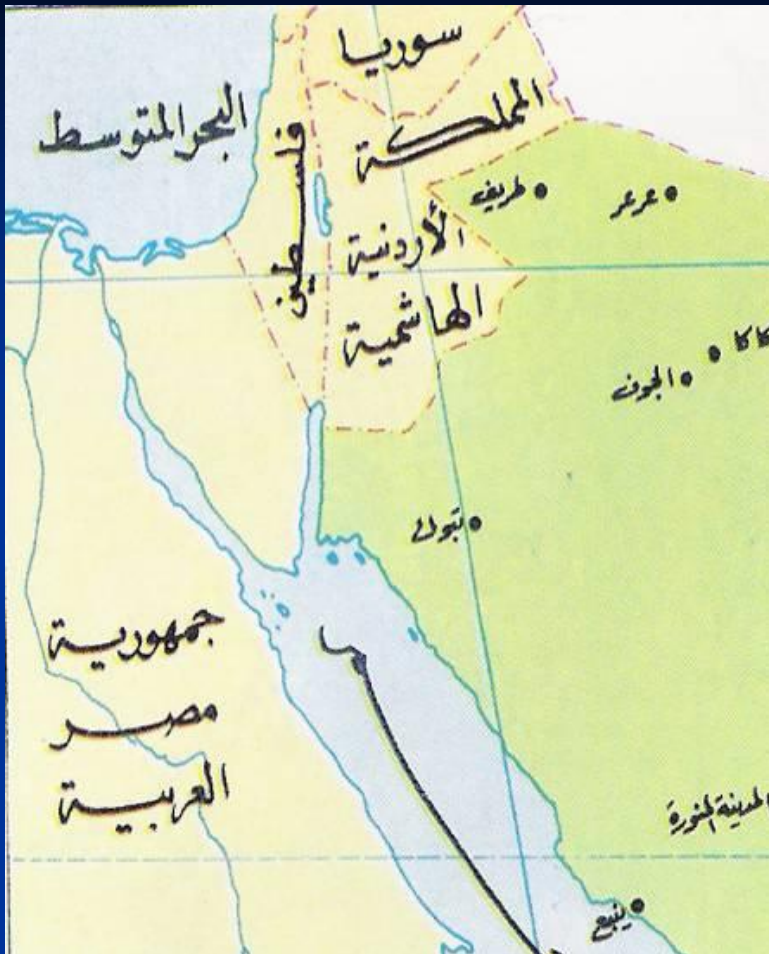 سوريا
البحر المتوسط
فلسطين
المملكة
الأردنية
الهاشمية
طريف
عرعر
الجوف
تبوك
جمهورية
مصر
العربية
المدينة المنورة
ينبع